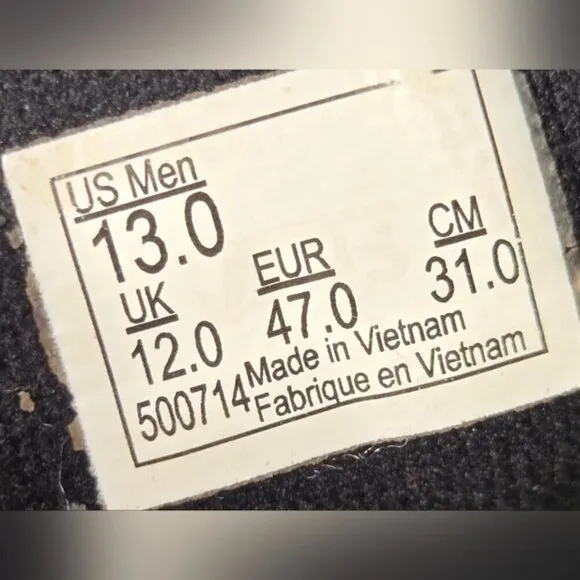 US Men
13.0
UK
12.0
EUR
47.0
CM
31.0
500714
Made in Vietnam
Fabrique en Vietnam